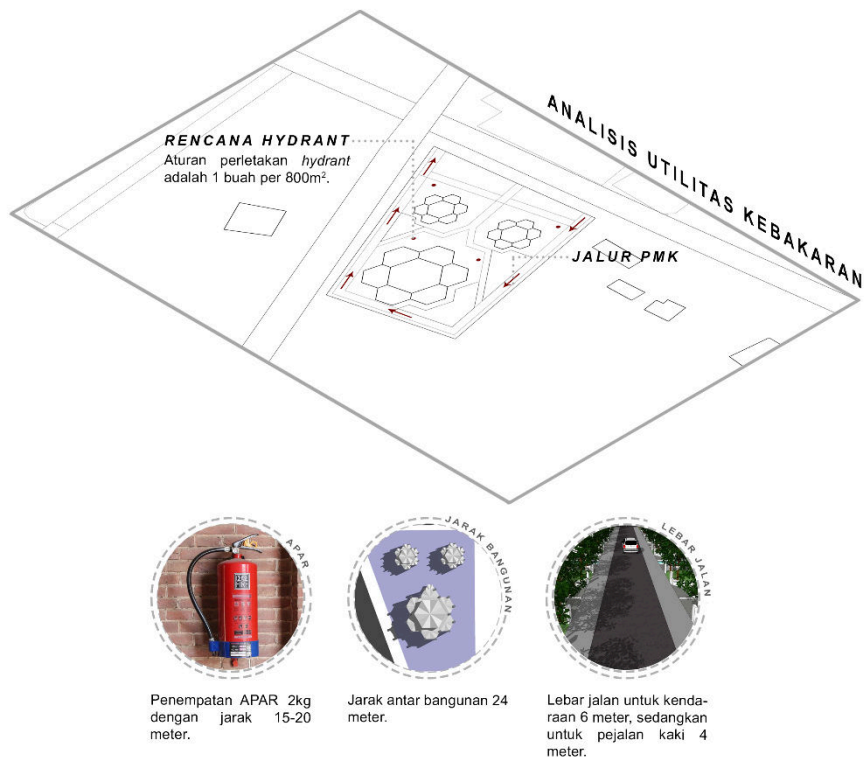 ANALISIS UTILITAS KEBAKARAN
RENCANA HYDRANT
Aturan perletakan hydrant
adalah 1 buah per 800m².
JALUR PMK
APAR
JARAK BANGUNAN
LEBAR JALAN
Penempatan APAR 2kg
dengan jarak 15-20
meter.
Jarak antar bangunan 24
meter.
Lebar jalan untuk kenda-
raan 6 meter, sedangkan
untuk pejalan kaki 4
meter.